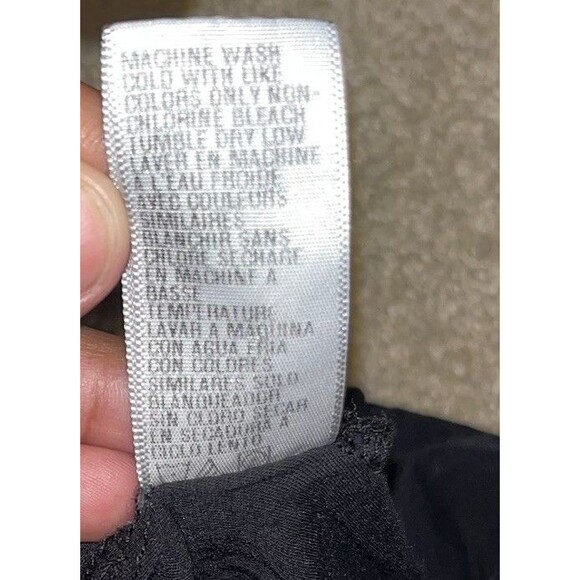 MACHINE WASH
COLD WITH LIKE
COLORS ONLY NON-
CHLORINE BLEACH
TUMBLE DRY LOW
LAVER EN MACHINE
A L'EAU FROIDE
AVEC COULEURS
SIMILAIRES
BLANCHIR SANS
CHLORE SECHAGE
EN MACHINE A
BASSE
TEMPERATURE
LAVAR A MAQUINA
CON AGUA FRIA
CON COLORES
SIMILARES SOLO
BLANQUEADOR
SIN CLORO SECAR
EN SECADORA A
CICLO LENTO